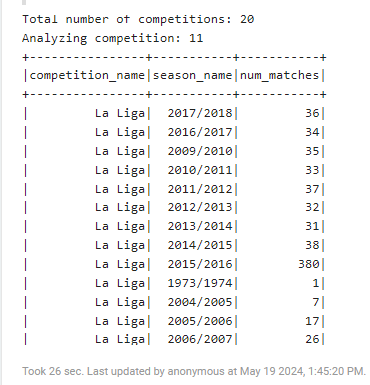 Total number of competitions: 20
Analyzing competition: 11
+----------------+-----------+-----------+
|competition_name|season_name|num_matches|
+----------------+-----------+-----------+
|         La Liga|  2017/2018|         36|
|         La Liga|  2016/2017|         34|
|         La Liga|  2009/2010|         35|
|         La Liga|  2010/2011|         33|
|         La Liga|  2011/2012|         37|
|         La Liga|  2012/2013|         32|
|         La Liga|  2013/2014|         31|
|         La Liga|  2014/2015|         38|
|         La Liga|  2015/2016|        380|
|         La Liga|  1973/1974|          1|
|         La Liga|  2004/2005|          7|
|         La Liga|  2005/2006|         17|
|         La Liga|  2006/2007|         26|
Took 26 sec. Last updated by anonymous at May 19 2024, 1:45:20 PM.